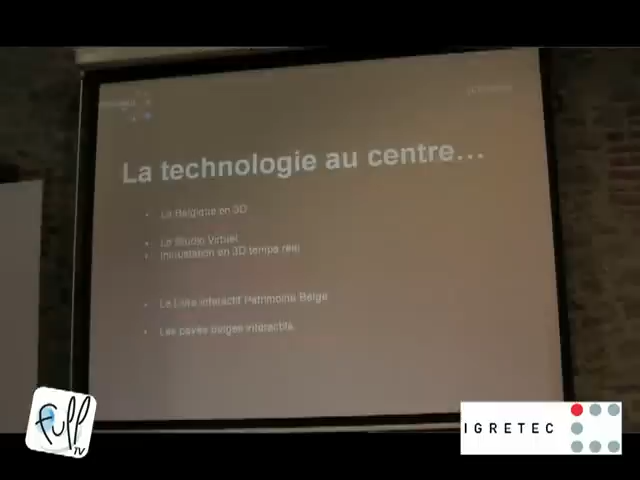 La technologie au centre...
• La Belgique en 3D
• Le Studio Virtuel
• Incrustation en 3D temps réel
• Le Livre interactif Patrimoine Belge
• Les pavés belges interactifs
full
TV
IGRETEC